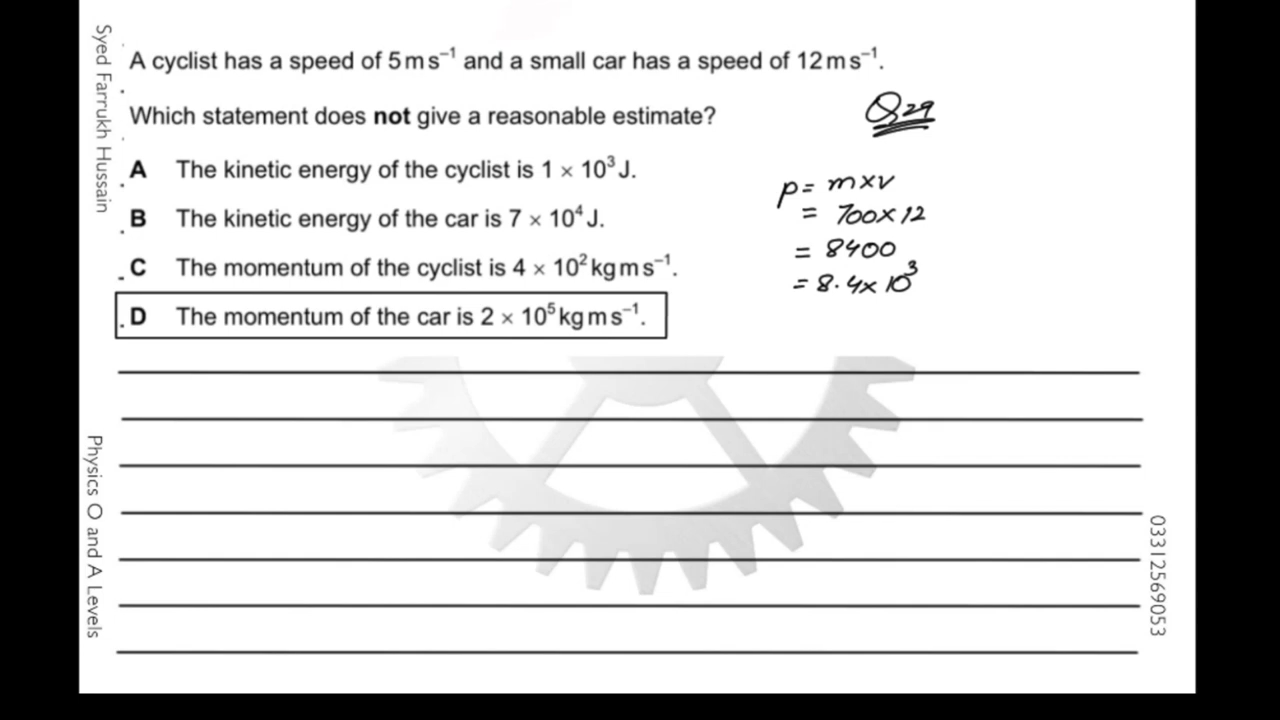 A cyclist has a speed of 5 m s⁻¹ and a small car has a speed of 12 m s⁻¹.
Which statement does not give a reasonable estimate?
Q29
A The kinetic energy of the cyclist is 1 × 10³ J.
B The kinetic energy of the car is 7 × 10⁴ J.
C The momentum of the cyclist is 4 × 10² kg m s⁻¹.
D The momentum of the car is 2 × 10⁵ kg m s⁻¹.
p = m×v
= 700×12
= 8400
= 8.4×10³
Syed Farrukh Hussain
Physics O and A Levels
03312569053